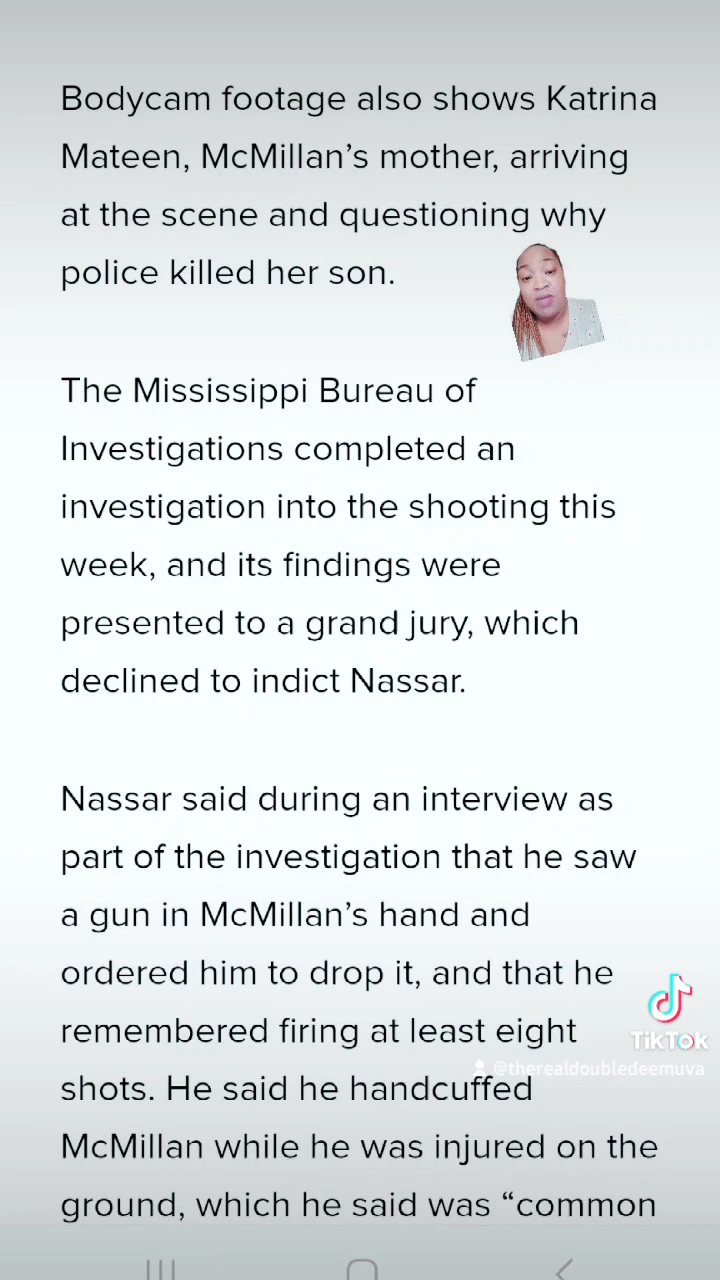 Bodycam footage also shows Katrina
Mateen, McMillan's mother, arriving
at the scene and questioning why
police killed her son.
The Mississippi Bureau of
Investigations completed an
investigation into the shooting this
week, and its findings were
presented to a grand jury, which
declined to indict Nassar.
Nassar said during an interview as
part of the investigation that he saw
a gun in McMillan's hand and
ordered him to drop it, and that he
remembered firing at least eight
TikTok
@therealdoubledeemuva
shots. He said he handcuffed
McMillan while he was injured on the
ground, which he said was “common